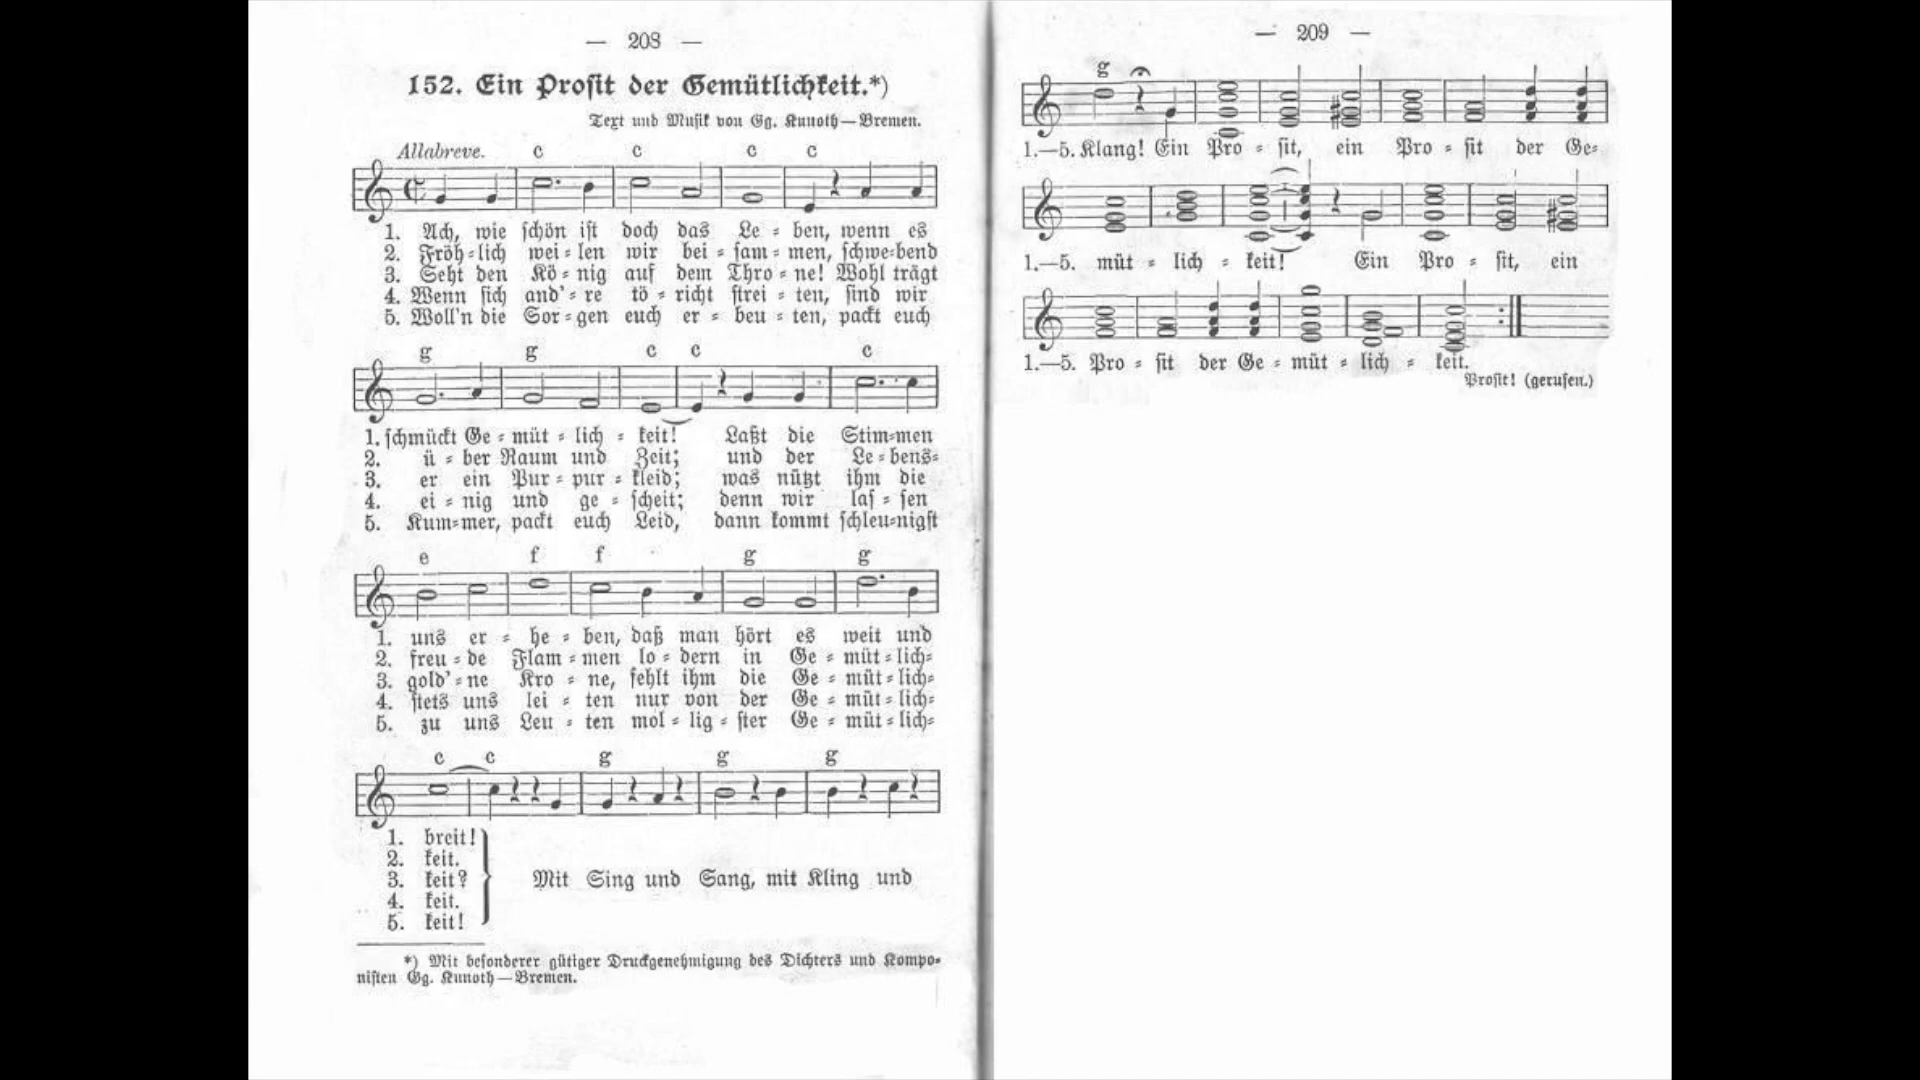 — 208 —
152. Ein Prosit der Gemütlichkeit.*)
Text und Musik von Gg. Kunoth—Bremen.
Allabreve. c c c c
1. Ach, wie schön ist doch das Le = ben, wenn es
2. Fröh=lich wei=len wir bei = sam = men, schwe=bend
3. Seht den Kö = nig auf dem Thro = ne! Wohl trägt
4. Wenn sich and' = re tö = richt strei = ten, sind wir
5. Woll'n die Sor = gen euch er = beu = ten, packt euch
g g c c c
1. schmückt Ge = müt = lich = keit! Laßt die Stim=men
2. ü = ber Raum und Zeit; und der Le = bens=
3. er ein Pur = pur = kleid; was nützt ihm die
4. ei = nig und ge = scheit; denn wir las = sen
5. Kum=mer, packt euch Leid, dann kommt schleu=nigst
e f f g g
1. uns er = he = ben, daß man hört es weit und
2. freu = de Flam = men lo = dern in Ge = müt = lich=
3. gold' = ne Kro = ne, fehlt ihm die Ge = müt = lich=
4. stets uns lei = ten nur von der Ge = müt = lich=
5. zu uns Leu = ten mol = lig = ster Ge = müt = lich=
c c g g g
1. breit!
2. keit.
3. keit? Mit Sing und Sang, mit Kling und
4. keit.
5. keit!
*) Mit besonderer gütiger Druckgenehmigung des Dichters und Kompo=
nisten Gg. Kunoth—Bremen.
— 209 —
g
1.—5. Klang! Ein Pro = sit, ein Pro = sit der Ge=
1.—5. müt = lich = keit! Ein Pro = sit, ein
1.—5. Pro = sit der Ge = müt = lich = keit.
Prosit! (gerufen.)